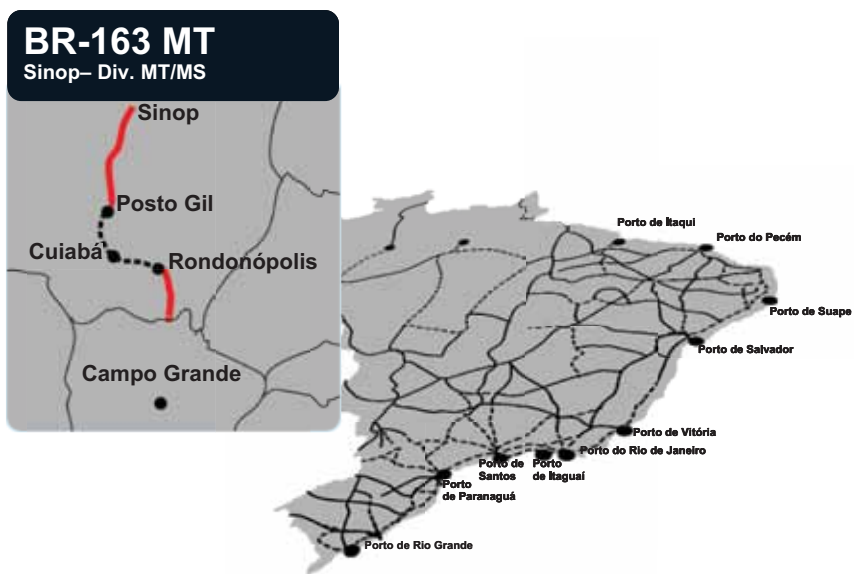 BR-163 MT
Sinop– Div. MT/MS
Sinop
Posto Gil
Cuiabá
Rondonópolis
Campo Grande
Porto de Itaqui
Porto do Pecém
Porto de Suape
Porto de Salvador
Porto de Vitória
Porto do Rio de Janeiro
Porto
de Itaguaí
Porto de
Santos
Porto
de Paranaguá
Porto de Rio Grande